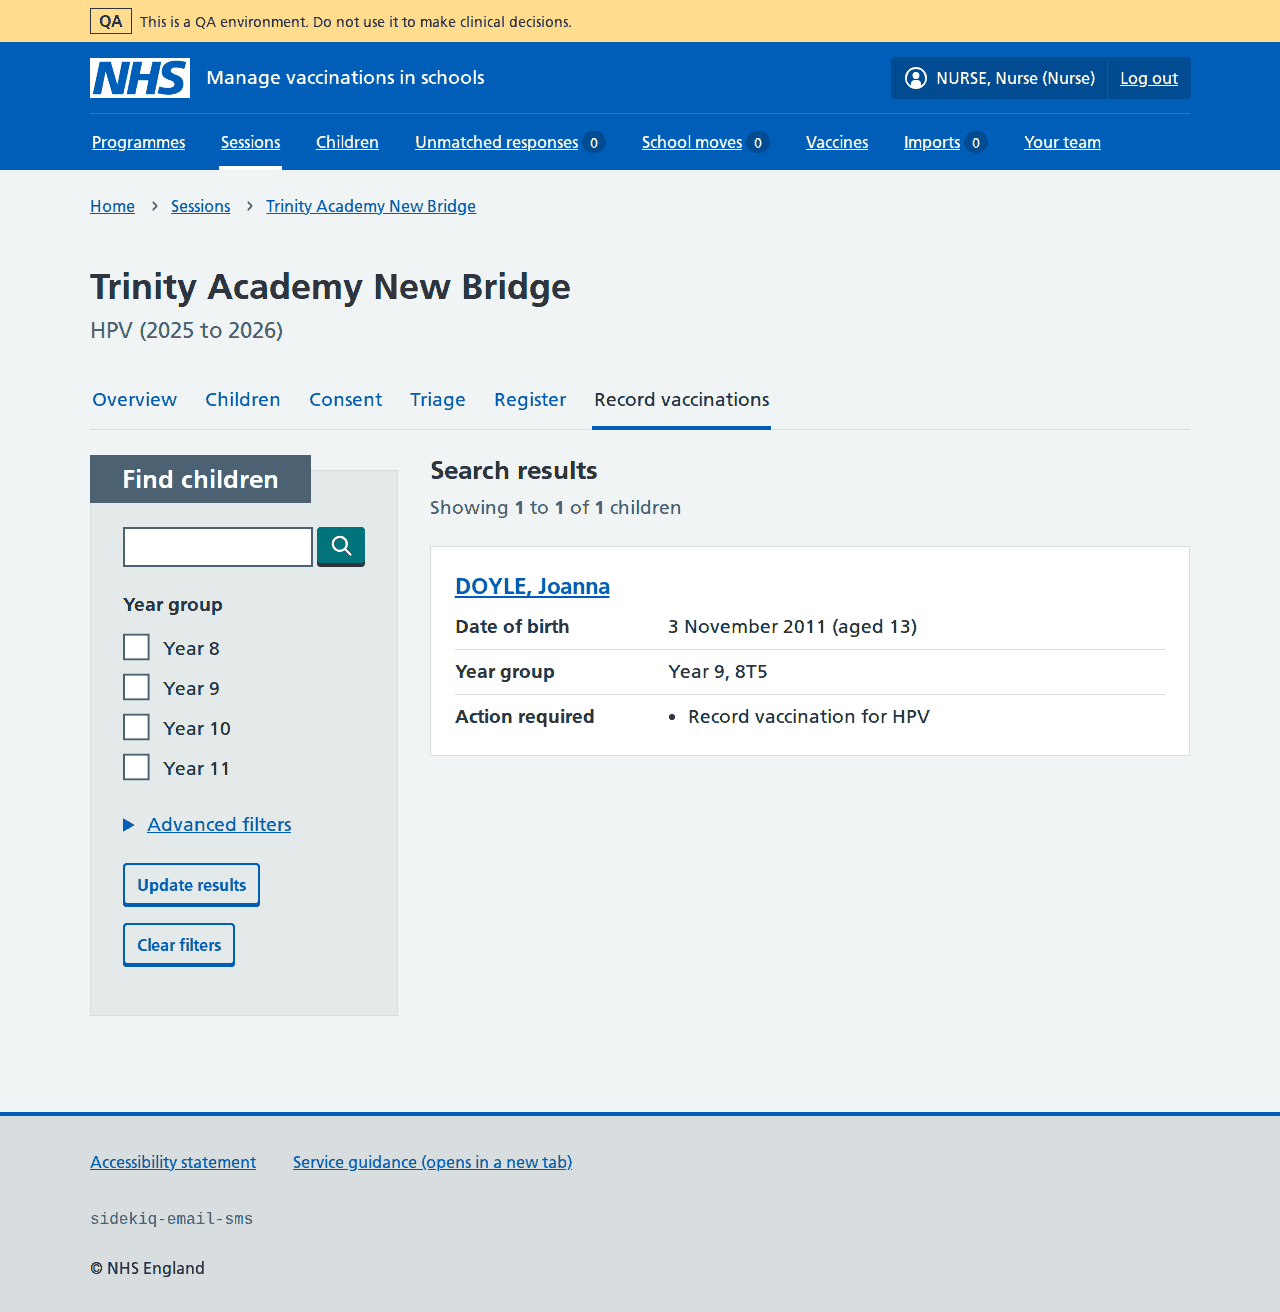 QA This is a QA environment. Do not use it to make clinical decisions.
NHS Manage vaccinations in schools NURSE, Nurse (Nurse) Log out
Programmes Sessions Children Unmatched responses 0 School moves 0 Vaccines Imports 0 Your team
Home Sessions Trinity Academy New Bridge
Trinity Academy New Bridge
HPV (2025 to 2026)
Overview Children Consent Triage Register Record vaccinations
Find children
Year group
Year 8
Year 9
Year 10
Year 11
Advanced filters
Update results
Clear filters
Search results
Showing 1 to 1 of 1 children
DOYLE, Joanna
Date of birth 3 November 2011 (aged 13)
Year group Year 9, 8T5
Action required • Record vaccination for HPV
Accessibility statement Service guidance (opens in a new tab)
sidekiq-email-sms
© NHS England